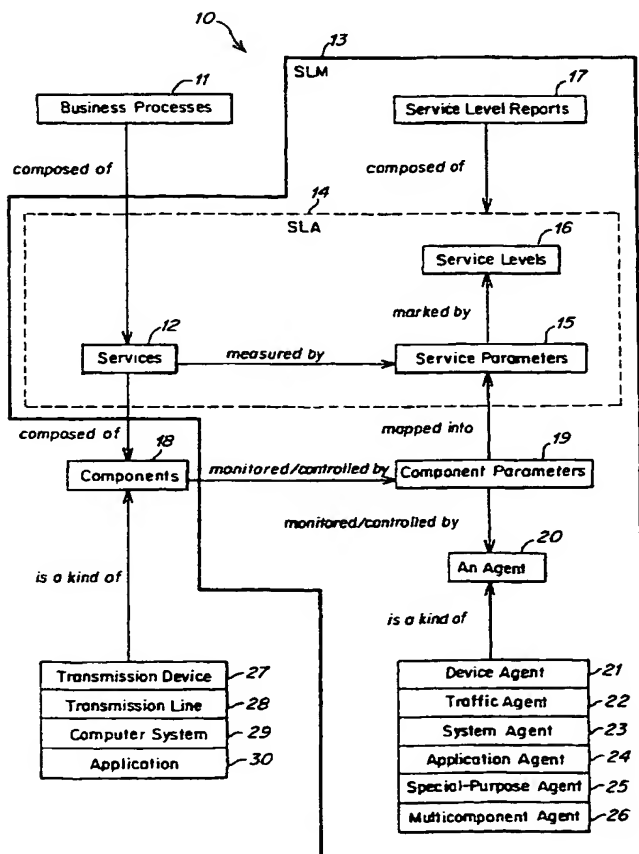 10
13
SLM
11
Business Processes
17
Service Level Reports
composed of
composed of
14
SLA
16
Service Levels
marked by
12
Services
measured by
15
Service Parameters
composed of
mapped into
18
Components
monitored/controlled by
19
Component Parameters
monitored/controlled by
20
An Agent
is a kind of
is a kind of
Transmission Device 27
Transmission Line 28
Computer System 29
Application 30
Device Agent 21
Traffic Agent 22
System Agent 23
Application Agent 24
Special-Purpose Agent 25
Multicomponent Agent 26